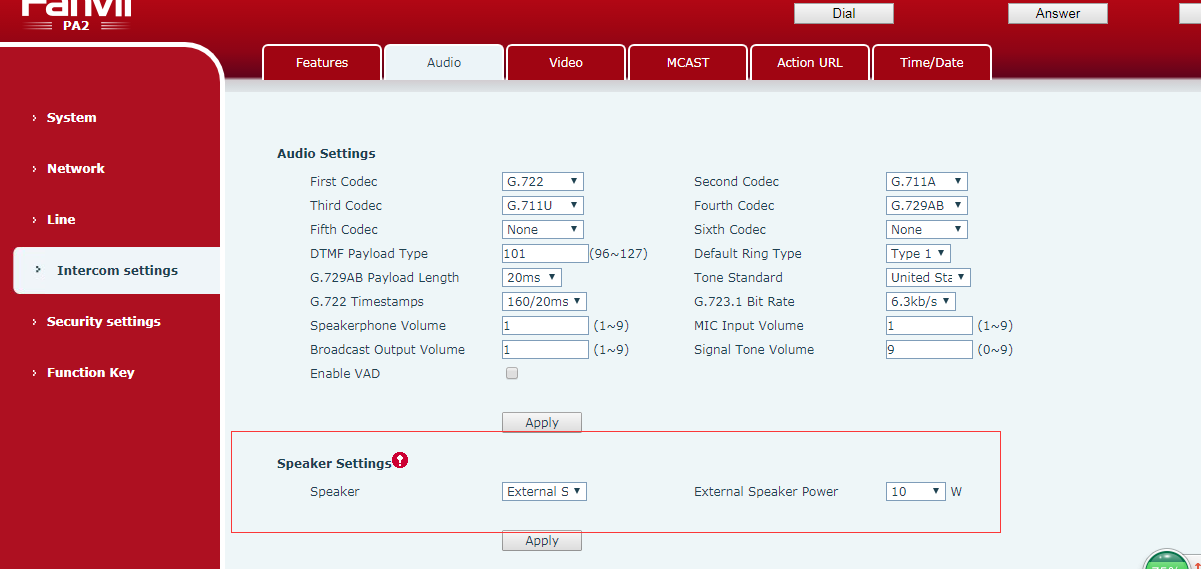 Fanvil
PA2
Dial
Answer
Features
Audio
Video
MCAST
Action URL
Time/Date
System
Network
Line
Intercom settings
Security settings
Function Key
Audio Settings
First Codec G.722 Second Codec G.711A
Third Codec G.711U Fourth Codec G.729AB
Fifth Codec None Sixth Codec None
DTMF Payload Type 101 (96~127) Default Ring Type Type 1
G.729AB Payload Length 20ms Tone Standard United Sta
G.722 Timestamps 160/20ms G.723.1 Bit Rate 6.3kb/s
Speakerphone Volume 1 (1~9) MIC Input Volume 1 (1~9)
Broadcast Output Volume 1 (1~9) Signal Tone Volume 9 (0~9)
Enable VAD
Apply
Speaker Settings
Speaker External S External Speaker Power 10 W
Apply